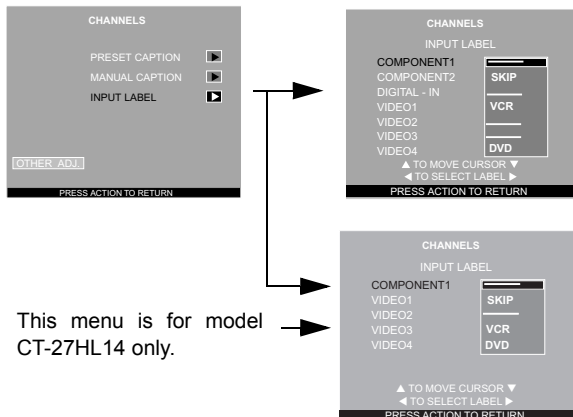 CHANNELS
PRESET CAPTION ▶
MANUAL CAPTION ▶
INPUT LABEL ▶
OTHER ADJ.
PRESS ACTION TO RETURN
CHANNELS
INPUT LABEL
COMPONENT1
COMPONENT2 SKIP
DIGITAL - IN
VIDEO1 VCR
VIDEO2
VIDEO3
VIDEO4 DVD
▲ TO MOVE CURSOR ▼
◀ TO SELECT LABEL ▶
PRESS ACTION TO RETURN
This menu is for model
CT-27HL14 only.
CHANNELS
INPUT LABEL
COMPONENT1
VIDEO1 SKIP
VIDEO2
VIDEO3 VCR
VIDEO4 DVD
▲ TO MOVE CURSOR ▼
◀ TO SELECT LABEL ▶
PRESS ACTION TO RETURN